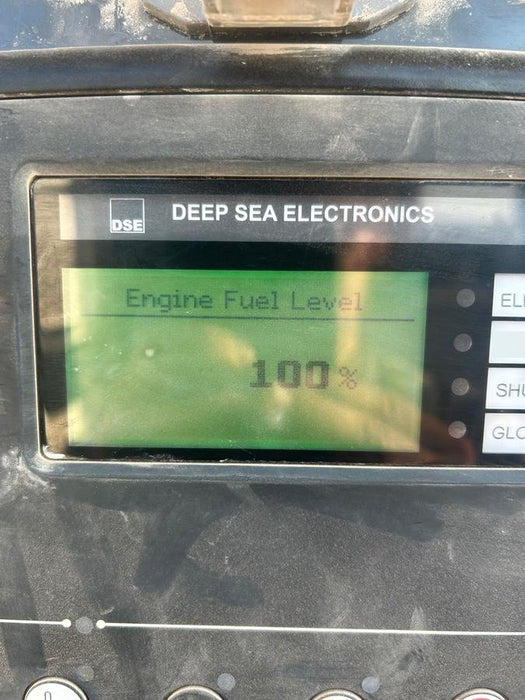 DSE DEEP SEA ELECTRONICS
Engine Fuel Level
100 %